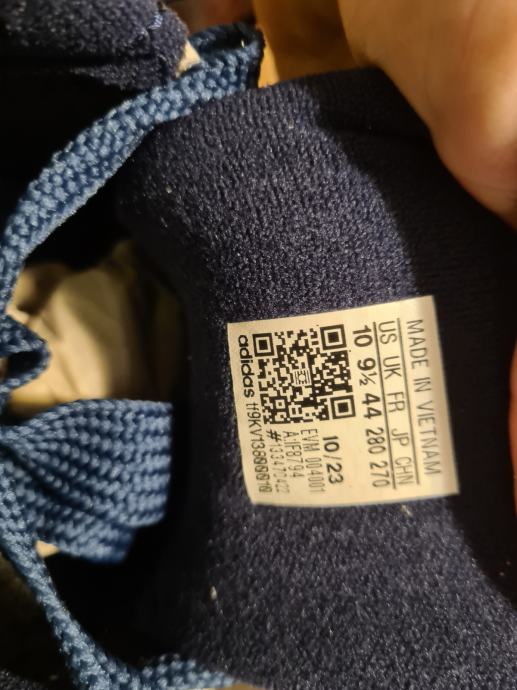 MADE IN VIETNAM
US UK FR JP CHN
10 9½ 44 280 270
10/23
EVM 004001
A:IF8794
adidas